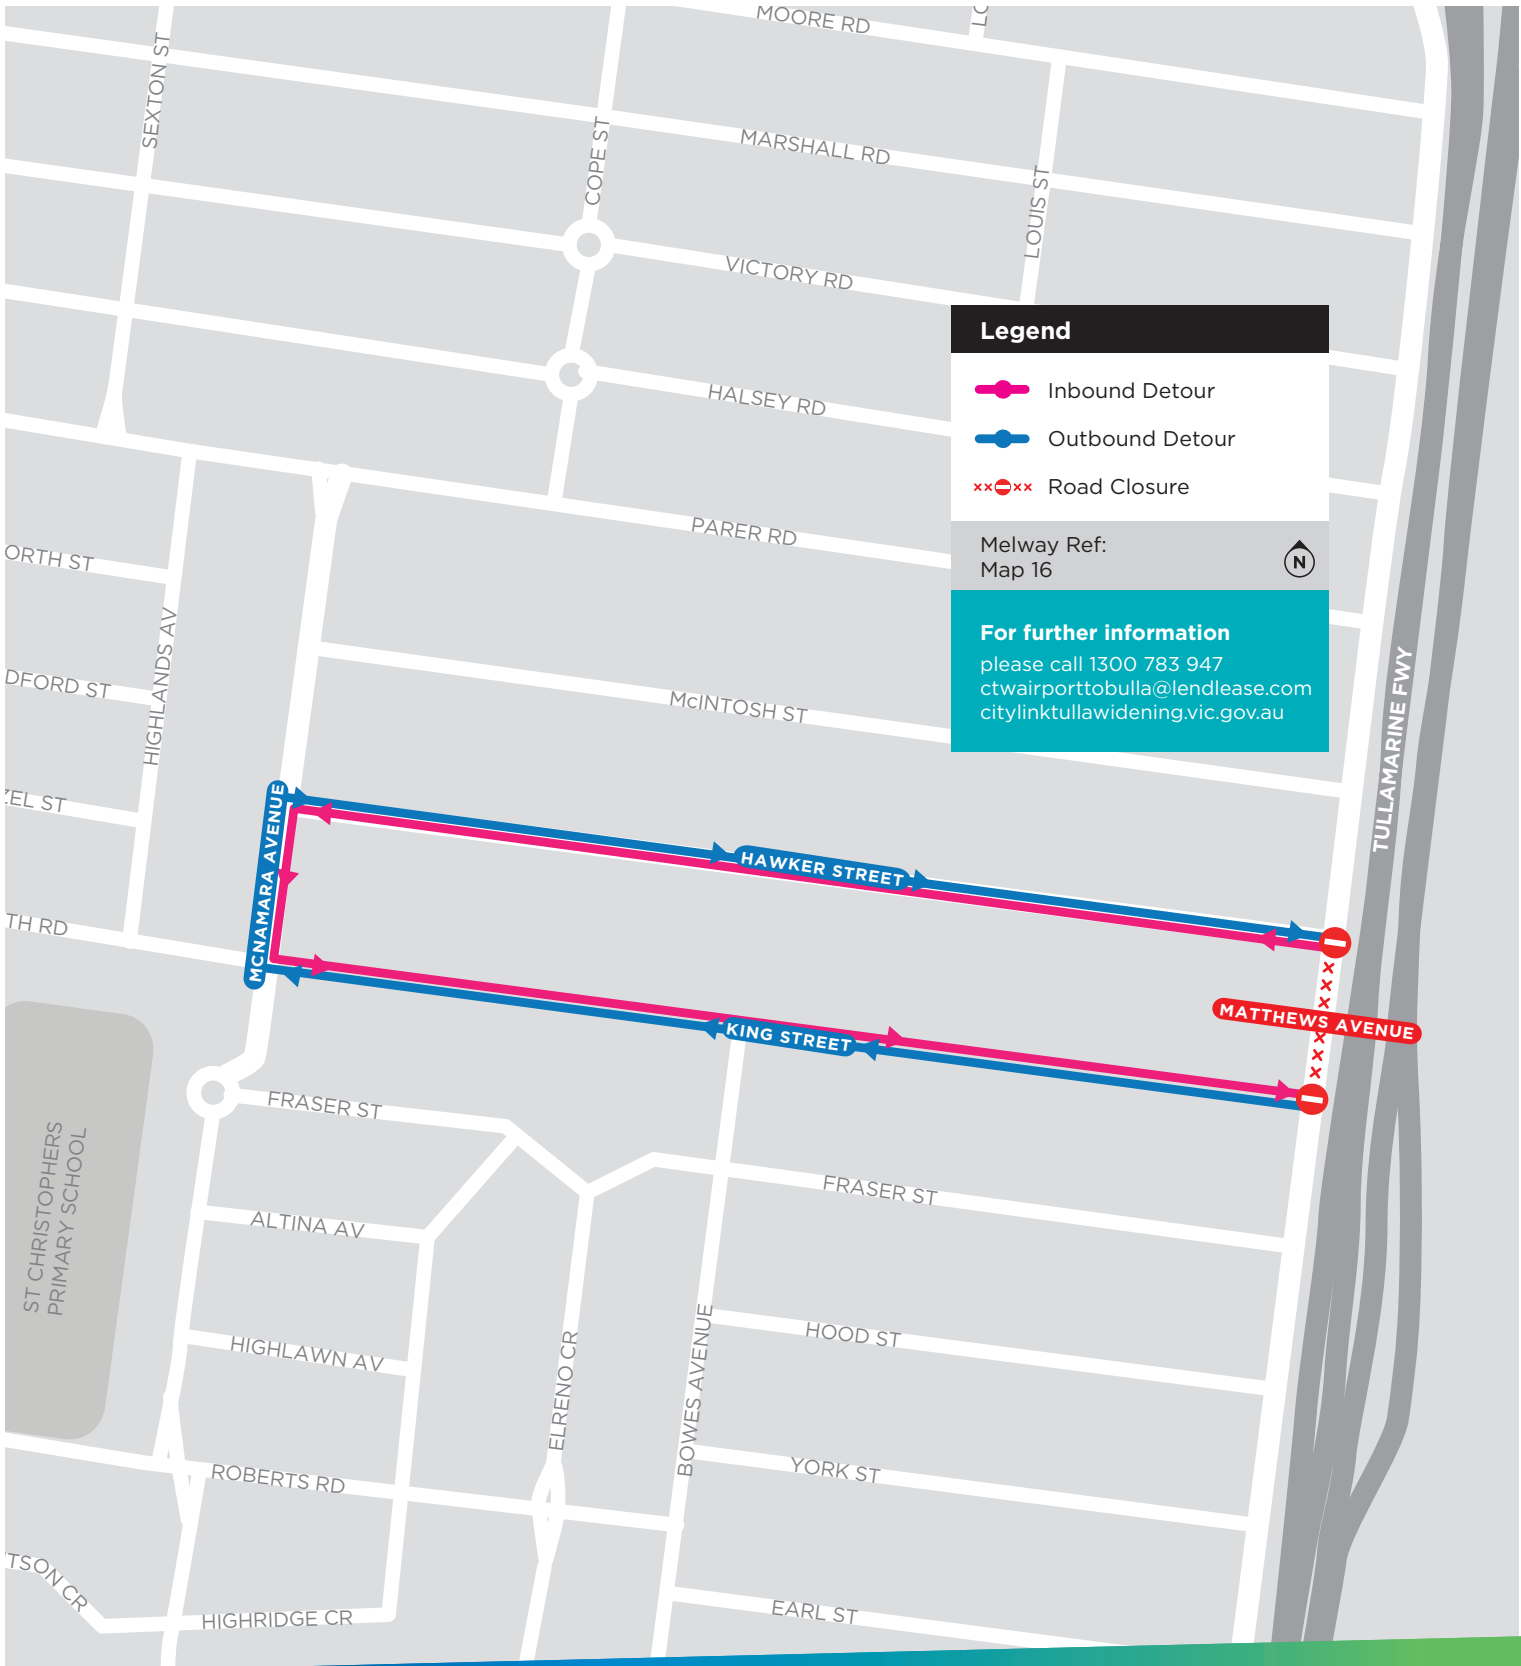 MOORE RD
LO
SEXTON ST
COPE ST
MARSHALL RD
LOUIS ST
VICTORY RD
HALSEY RD
Legend
Inbound Detour
Outbound Detour
Road Closure
Melway Ref:
Map 16
N
For further information
please call 1300 783 947
ctwairporttobulla@lendlease.com
citylinktullawidening.vic.gov.au
PARER RD
ORTH ST
HIGHLANDS AV
DFORD ST
McINTOSH ST
TULLAMARINE FWY
ZEL ST
MCNAMARA AVENUE
HAWKER STREET
TH RD
MATTHEWS AVENUE
KING STREET
FRASER ST
FRASER ST
ST CHRISTOPHERS
PRIMARY SCHOOL
ALTINA AV
HIGHLAWN AV
ELRENO CR
BOWES AVENUE
HOOD ST
YORK ST
ROBERTS RD
TSON CR
HIGHRIDGE CR
EARL ST